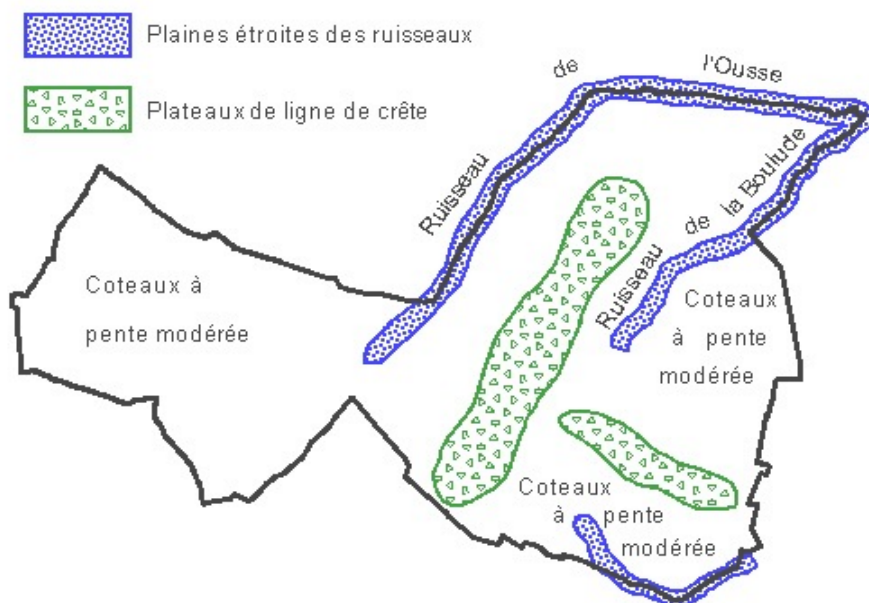 Plaines étroites des ruisseaux
Plateaux de ligne de crête
Ruisseau de l'Ousse
Ruisseau de la Boulude
Coteaux à
pente modérée
Coteaux
à pente
modérée
Coteaux
à pente
modérée